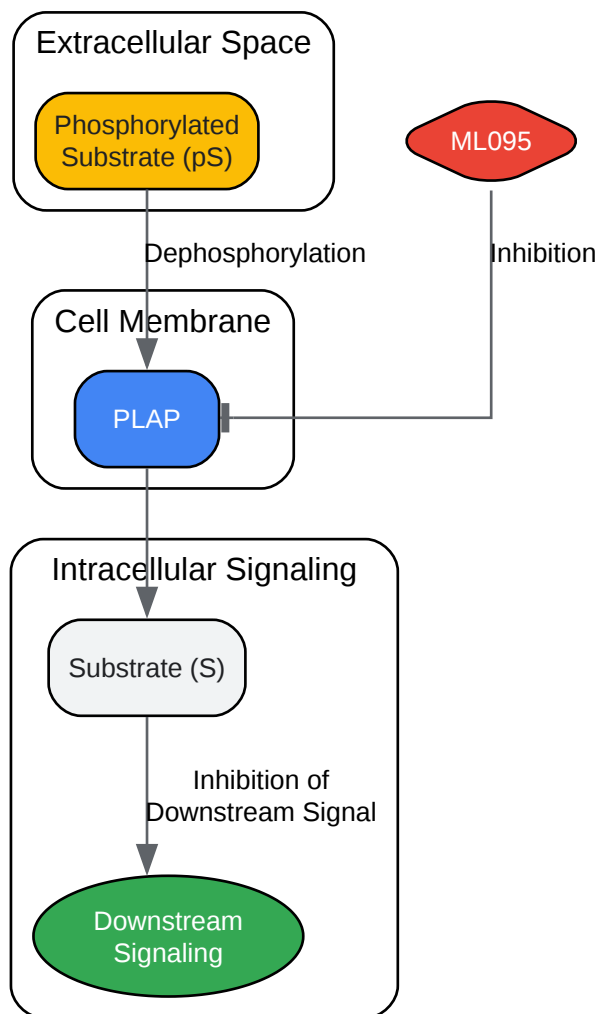 Extracellular Space
Phosphorylated
Substrate (pS)
ML095
Dephosphorylation
Inhibition
Cell Membrane
PLAP
Intracellular Signaling
Substrate (S)
Inhibition of
Downstream Signal
Downstream
Signaling